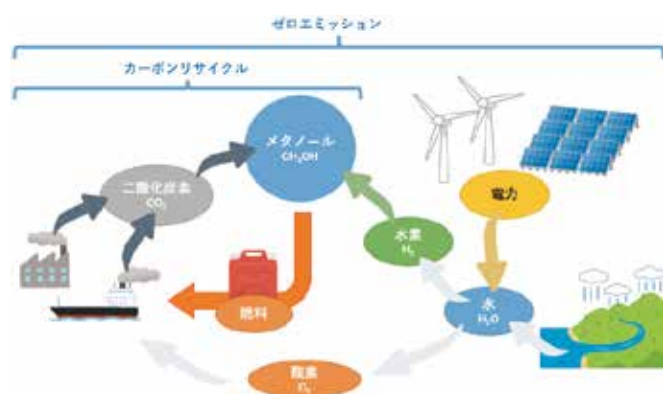 ゼロエミッション
カーボンリサイクル
メタノール
CH₃OH
二酸化炭素
CO₂
電力
水素
H₂
水
H₂O
燃料
酸素
O₂